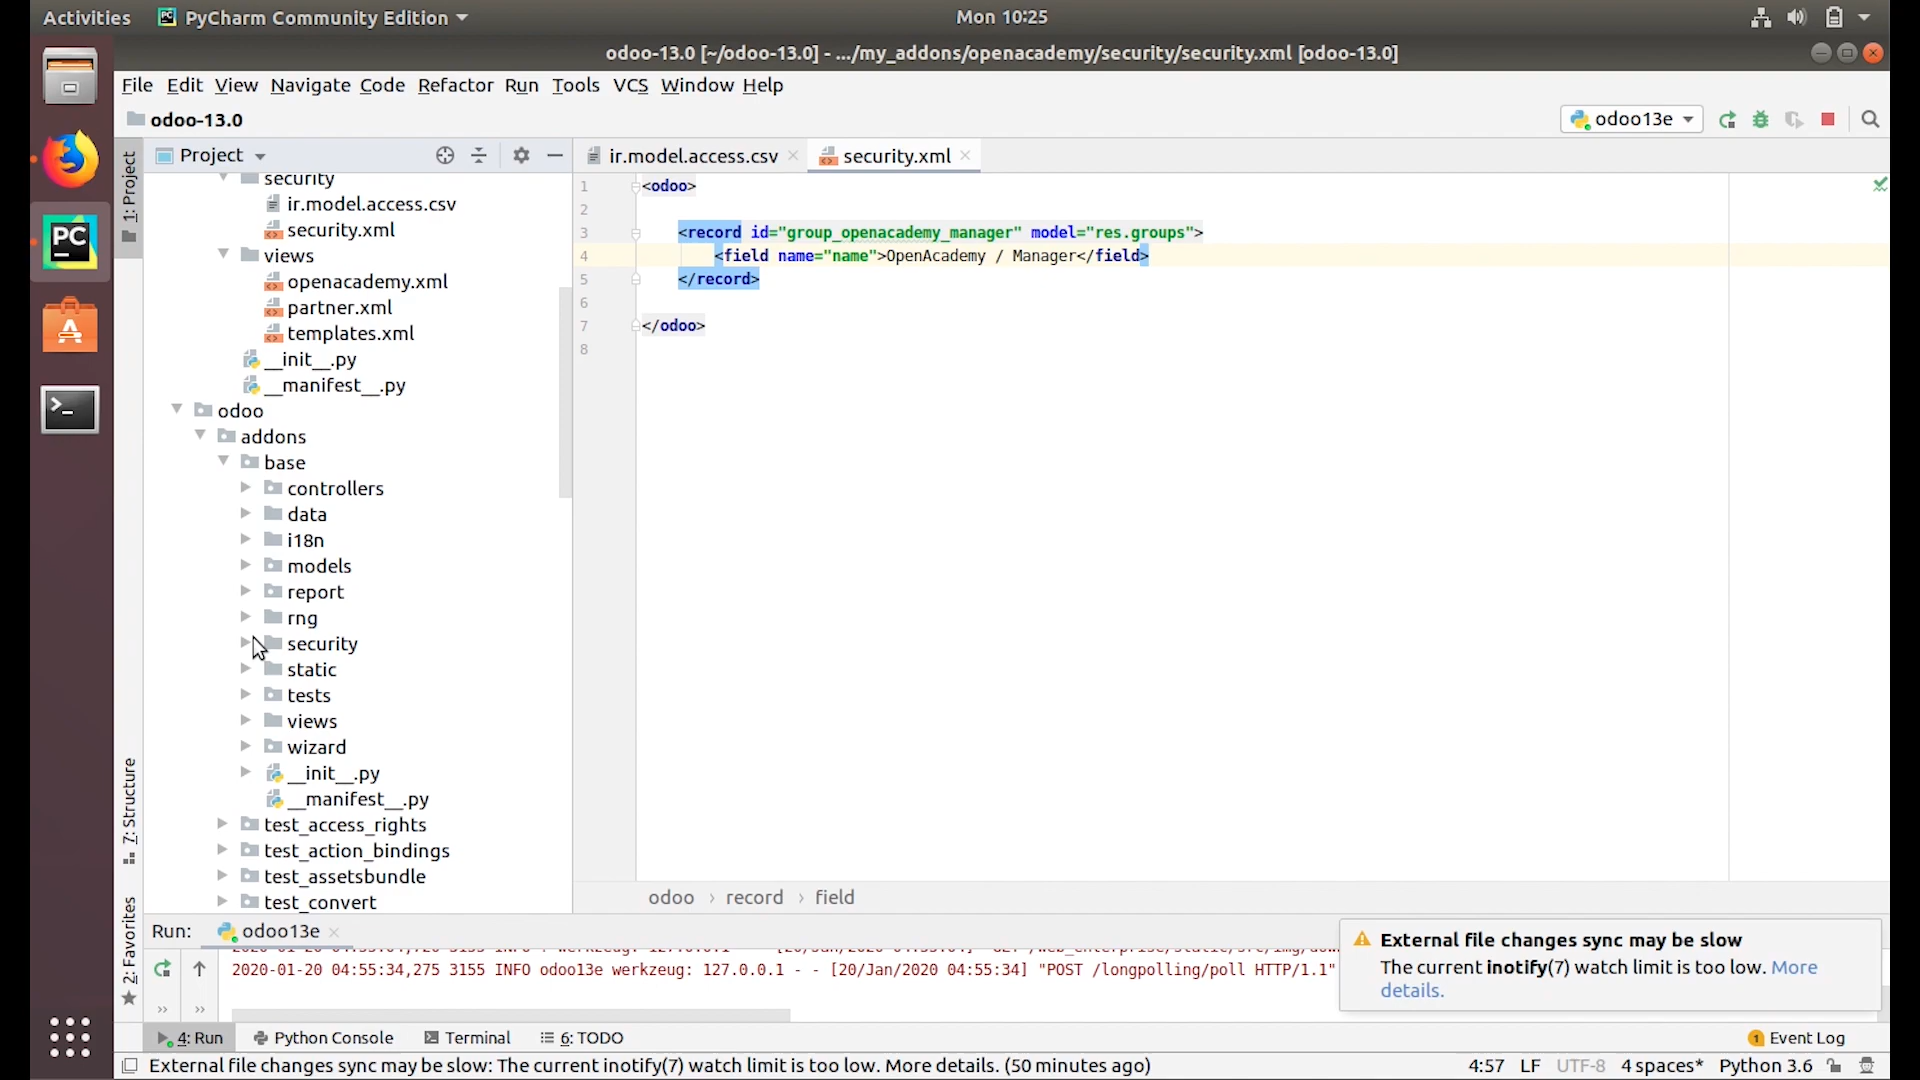 Activities
PyCharm Community Edition
Mon 10:25
odoo-13.0 [~/odoo-13.0] - .../my_addons/openacademy/security/security.xml [odoo-13.0]
File Edit View Navigate Code Refactor Run Tools VCS Window Help
odoo-13.0
odoo13e
1: Project
Project
ir.model.access.csv
security.xml
security
ir.model.access.csv
security.xml
views
openacademy.xml
partner.xml
templates.xml
__init__.py
__manifest__.py
odoo
addons
base
controllers
data
i18n
models
report
rng
security
static
tests
views
wizard
__init__.py
__manifest__.py
test_access_rights
test_action_bindings
test_assetsbundle
test_convert
1 <odoo>
2
3 <record id="group_openacademy_manager" model="res.groups">
4 <field name="name">OpenAcademy / Manager</field>
5 </record>
6
7 </odoo>
8
odoo › record › field
7: Structure
2: Favorites
Run: odoo13e
2020-01-20 04:55:34,275 3155 INFO odoo13e werkzeug: 127.0.0.1 - - [20/Jan/2020 04:55:34] "POST /longpolling/poll HTTP/1.1"
External file changes sync may be slow
The current inotify(7) watch limit is too low. More
details.
4: Run
Python Console
Terminal
6: TODO
1 Event Log
External file changes sync may be slow: The current inotify(7) watch limit is too low. More details. (50 minutes ago)
4:57 LF UTF-8 4 spaces* Python 3.6